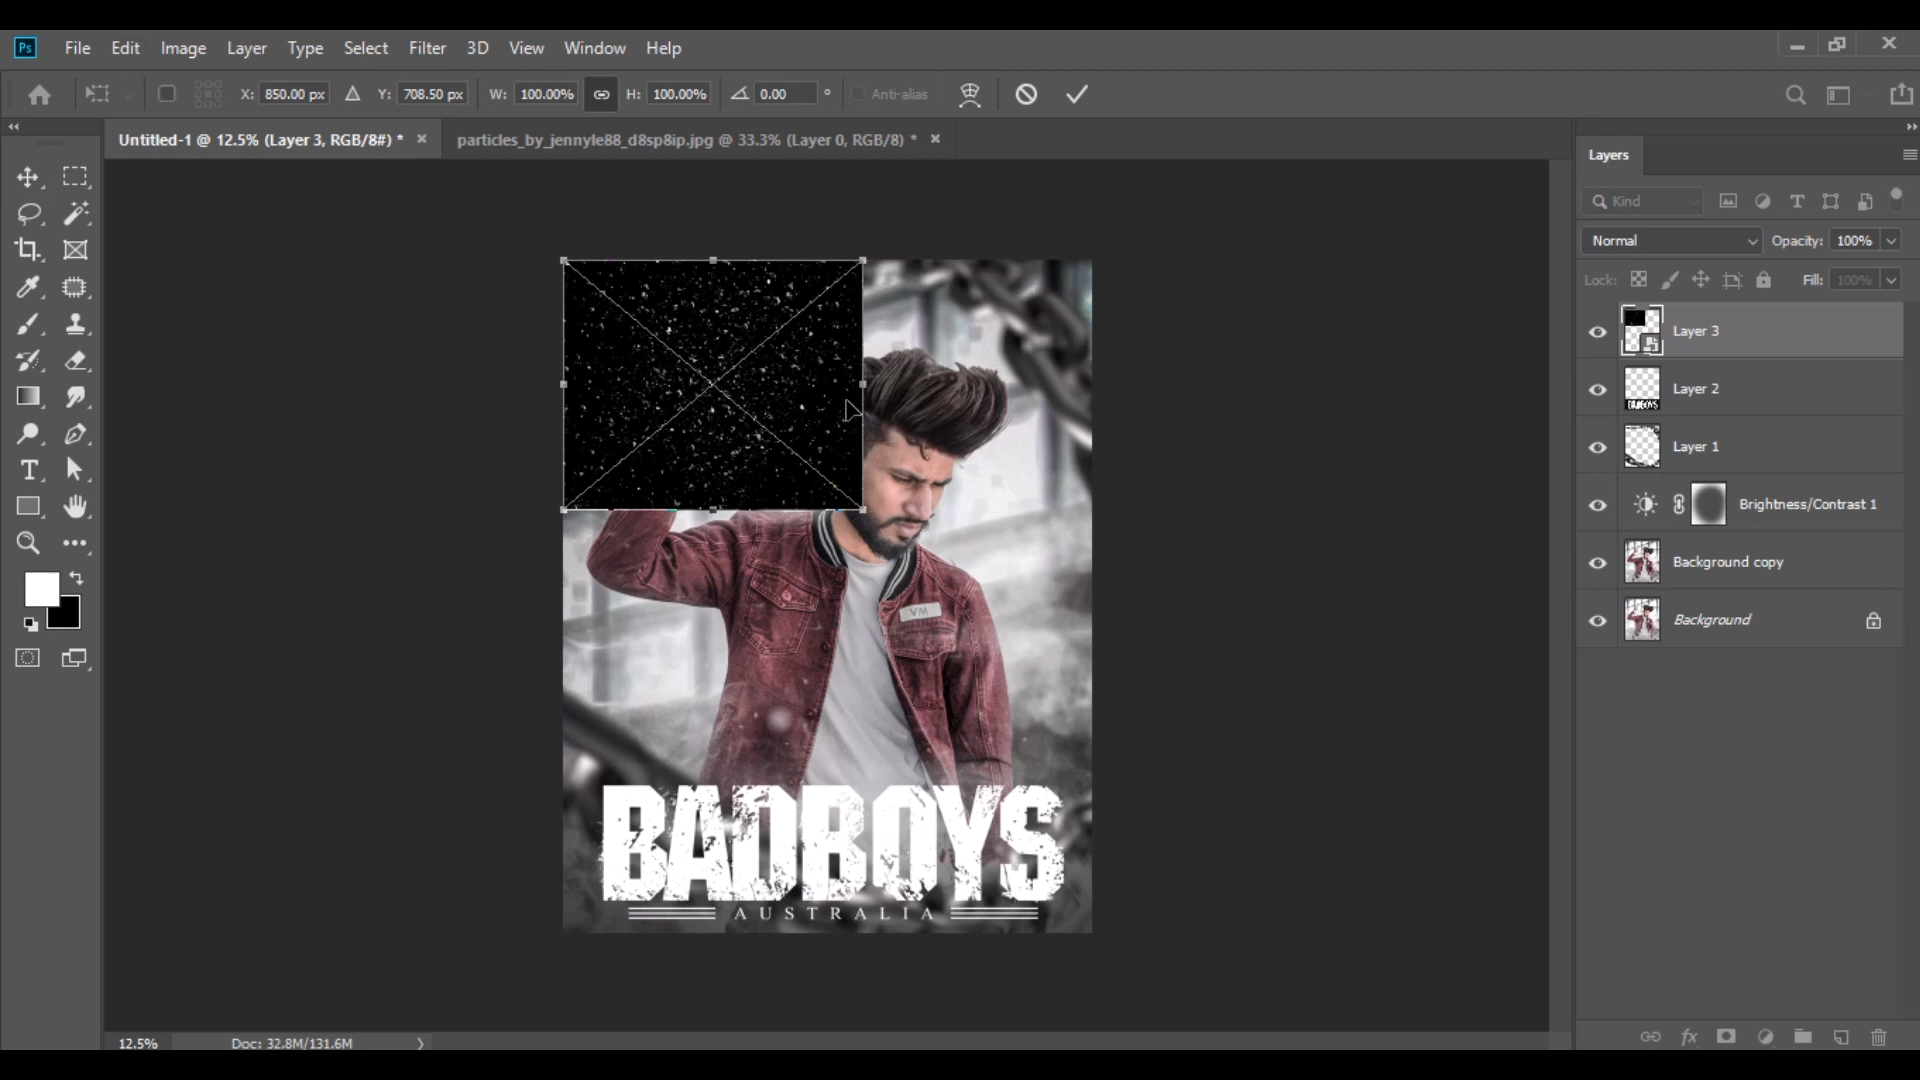 Ps File Edit Image Layer Type Select Filter 3D View Window Help
X: 850.00 px Y: 708.50 px W: 100.00% H: 100.00% 0.00 ° Anti-alias
Untitled-1 @ 12.5% (Layer 3, RGB/8#) * × particles_by_jennyle88_d8sp8ip.jpg @ 33.3% (Layer 0, RGB/8) * ×
Layers
Kind
Normal Opacity: 100%
Lock: Fill: 100%
Layer 3
Layer 2
Layer 1
Brightness/Contrast 1
Background copy
Background
VM
BADBOYS
AUSTRALIA
12.5% Doc: 32.8M/131.6M